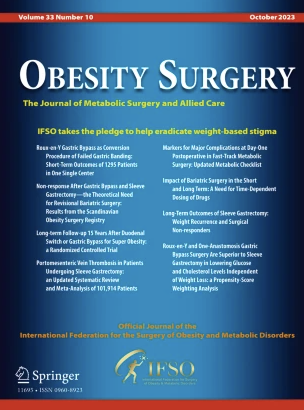 Volume 33 Number 10
October 2023
OBESITY SURGERY
The Journal of Metabolic Surgery and Allied Care
IFSO takes the pledge to help eradicate weight-based stigma
Roux-en-Y Gastric Bypass as Conversion
Procedure of Failed Gastric Banding:
Short-Term Outcomes of 1295 Patients
in One Single Center
Non-response After Gastric Bypass and Sleeve
Gastrectomy—the Theoretical Need
for Revisional Bariatric Surgery:
Results from the Scandinavian
Obesity Surgery Registry
Long-term Follow-up 15 Years After Duodenal
Switch or Gastric Bypass for Super Obesity:
a Randomized Controlled Trial
Portomesenteric Vein Thrombosis in Patients
Undergoing Sleeve Gastrectomy:
an Updated Systematic Review
and Meta-Analysis of 101,914 Patients
Markers for Major Complications at Day-One
Postoperative in Fast-Track Metabolic
Surgery: Updated Metabolic Checklist
Impact of Bariatric Surgery in the Short
and Long Term: A Need for Time-Dependent
Dosing of Drugs
Long-Term Outcomes of Sleeve Gastrectomy:
Weight Recurrence and Surgical
Non-responders
Roux-en-Y and One-Anastomosis Gastric
Bypass Surgery Are Superior to Sleeve
Gastrectomy in Lowering Glucose
and Cholesterol Levels Independent
of Weight Loss: a Propensity-Score
Weighting Analysis
Official Journal of the
International Federation for the Surgery of Obesity and Metabolic Disorders
Springer
11695 • ISSN 0960-8923
IFSO